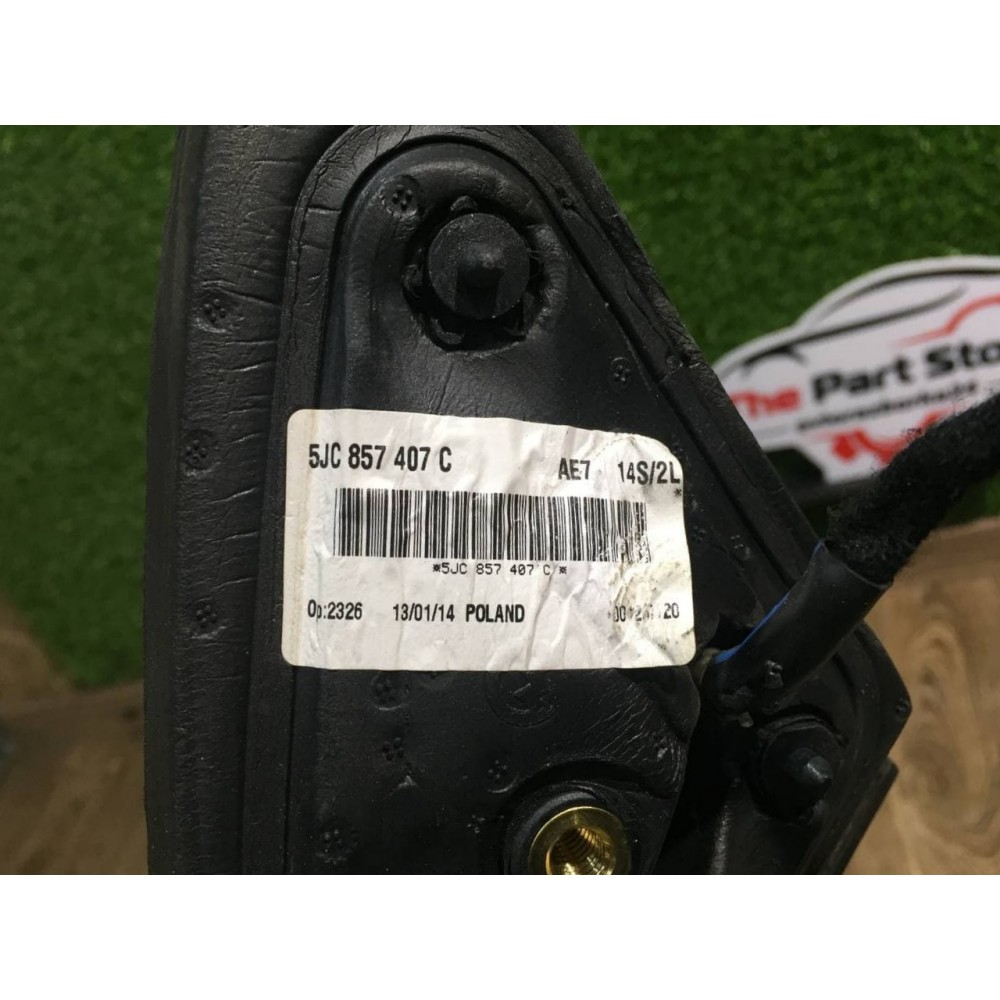 5JC 857 407 C AE7 14S/2L
*
*5JC 857 407 C*
Op:2326 13/01/14 POLAND
The Part Sto